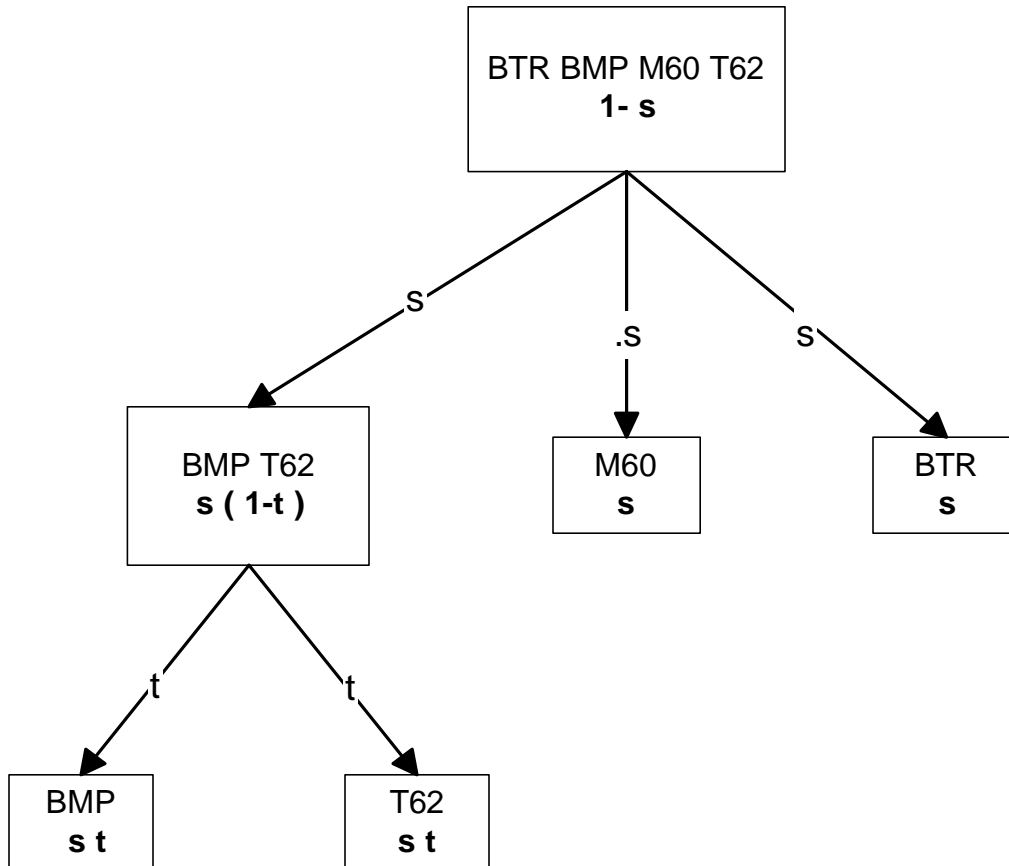 BTR BMP M60 T62
1- s
s
.s
s
BMP T62
s ( 1-t )
M60
s
BTR
s
t
t
BMP
s t
T62
s t